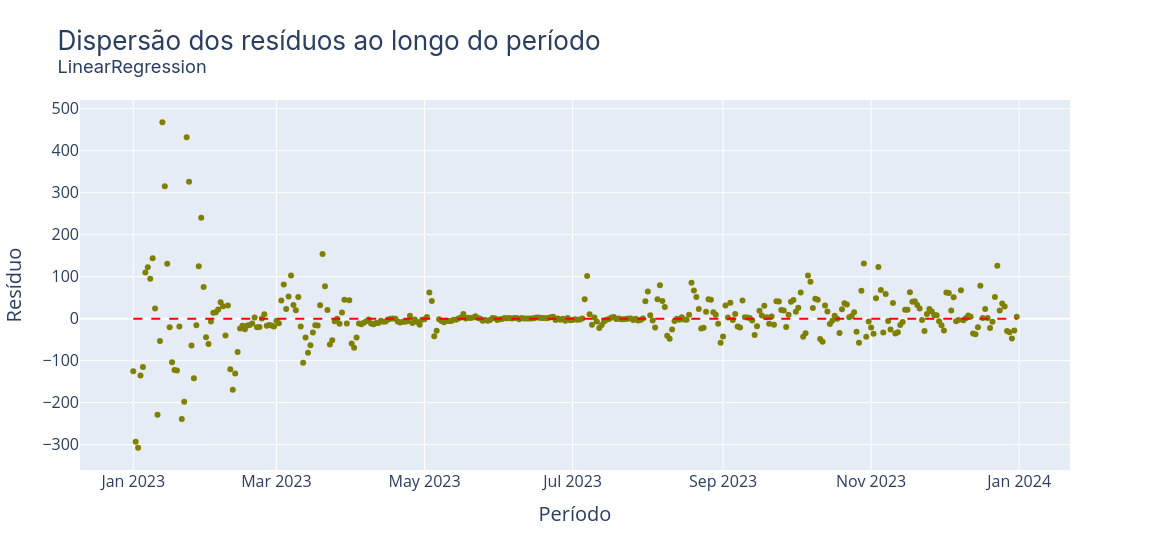 Dispersão dos resíduos ao longo do período
LinearRegression
500
400
300
200
100
0
−100
−200
−300
Resíduo
Jan 2023
Mar 2023
May 2023
Jul 2023
Sep 2023
Nov 2023
Jan 2024
Período